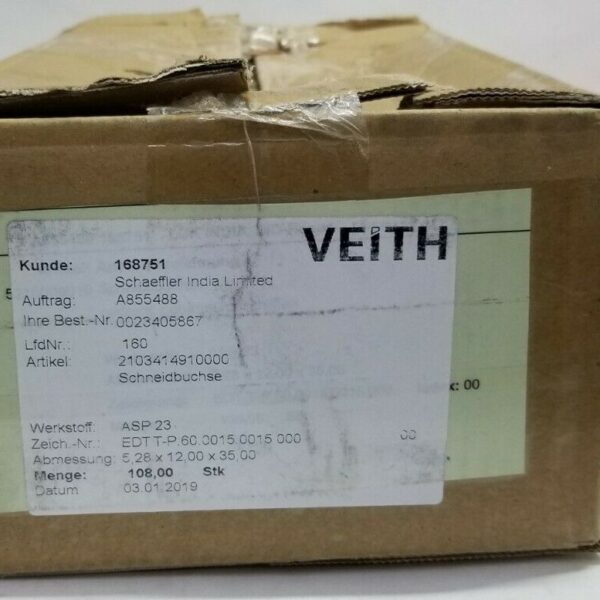 VEiTH
Kunde: 168751
Schaeffler India Limited
Auftrag: A855488
Ihre Best.-Nr. 0023405867
LfdNr.: 160
Artikel: 2103414910000
Schneidbuchse
x: 00
Werkstoff: ASP 23
Zeich.-Nr.: EDT T-P.60.0015.0015.000 00
Abmessung: 5,28 x 12,00 x 35,00
Menge: 108,00 Stk
Datum 03.01.2019